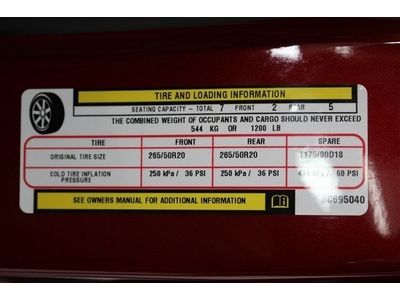 TIRE AND LOADING INFORMATION
SEATING CAPACITY - TOTAL 7 FRONT 2 REAR 5
THE COMBINED WEIGHT OF OCCUPANTS AND CARGO SHOULD NEVER EXCEED
544 KG OR 1200 LB
TIRE FRONT REAR SPARE
ORIGINAL TIRE SIZE 265/50R20 265/50R20 T175/90D18
COLD TIRE INFLATION PRESSURE 250 kPa / 36 PSI 250 kPa / 36 PSI 414 kPa / 60 PSI
SEE OWNERS MANUAL FOR ADDITIONAL INFORMATION